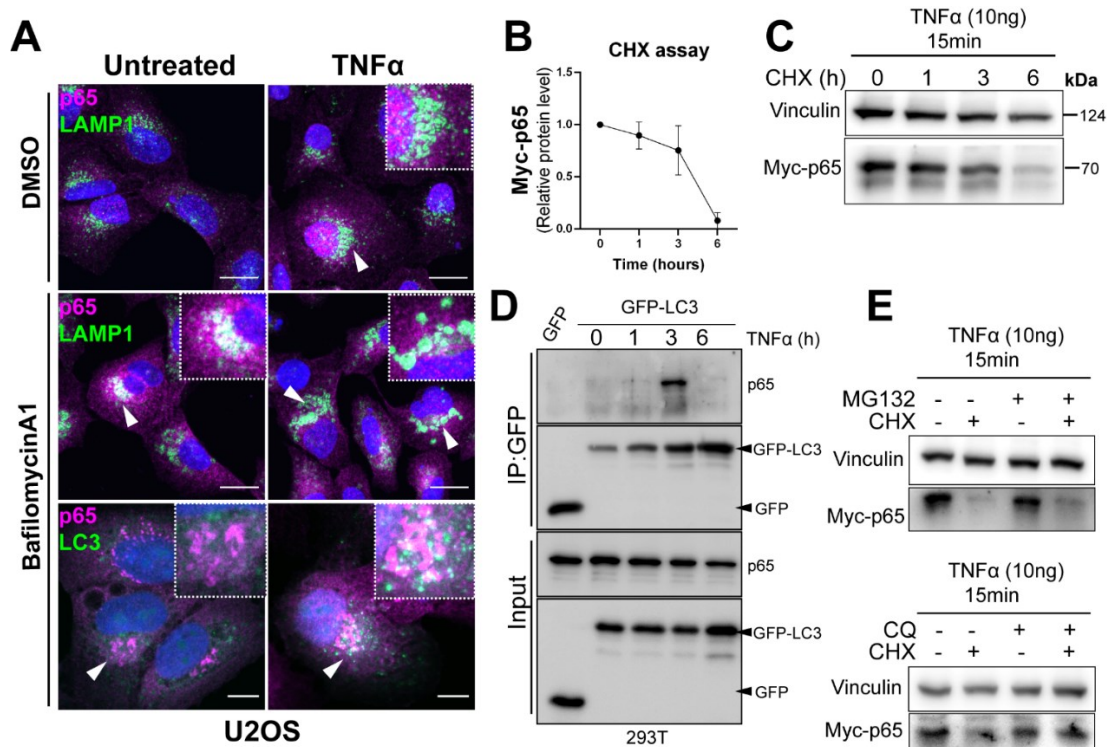 A
Untreated TNFα
DMSO
p65
LAMP1
BafilomycinA1
p65
LAMP1
p65
LC3
U2OS
B
CHX assay
Myc-p65
(Relative protein level)
1.5
1.0
0.5
0.0
0 1 3 6
Time (hours)
C
TNFα (10ng)
15min
CHX (h) 0 1 3 6 kDa
Vinculin 124
Myc-p65 70
D
GFP GFP-LC3
0 1 3 6 TNFα (h)
IP:GFP
p65
GFP-LC3
GFP
Input
p65
GFP-LC3
GFP
293T
E
TNFα (10ng)
15min
MG132 - - + +
CHX - + - +
Vinculin
Myc-p65
TNFα (10ng)
15min
CQ - - + +
CHX - + - +
Vinculin
Myc-p65